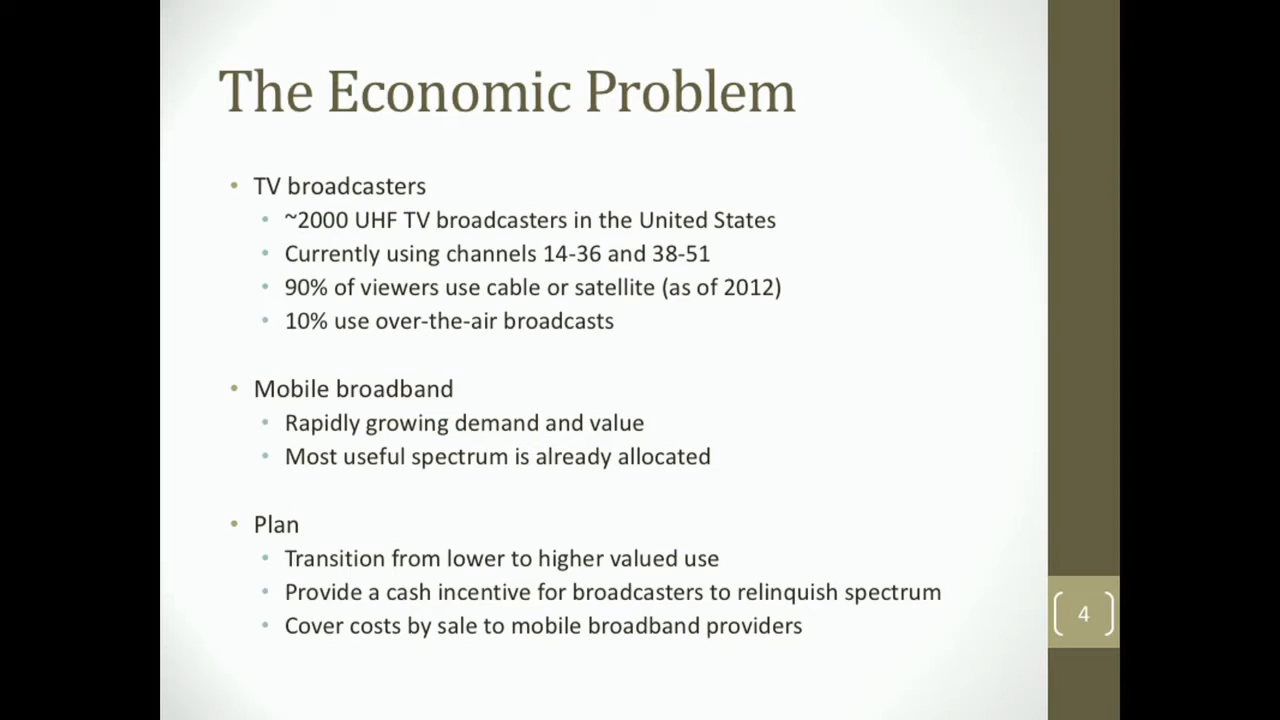 The Economic Problem
• TV broadcasters
• ~2000 UHF TV broadcasters in the United States
• Currently using channels 14-36 and 38-51
• 90% of viewers use cable or satellite (as of 2012)
• 10% use over-the-air broadcasts
• Mobile broadband
• Rapidly growing demand and value
• Most useful spectrum is already allocated
• Plan
• Transition from lower to higher valued use
• Provide a cash incentive for broadcasters to relinquish spectrum
• Cover costs by sale to mobile broadband providers
4